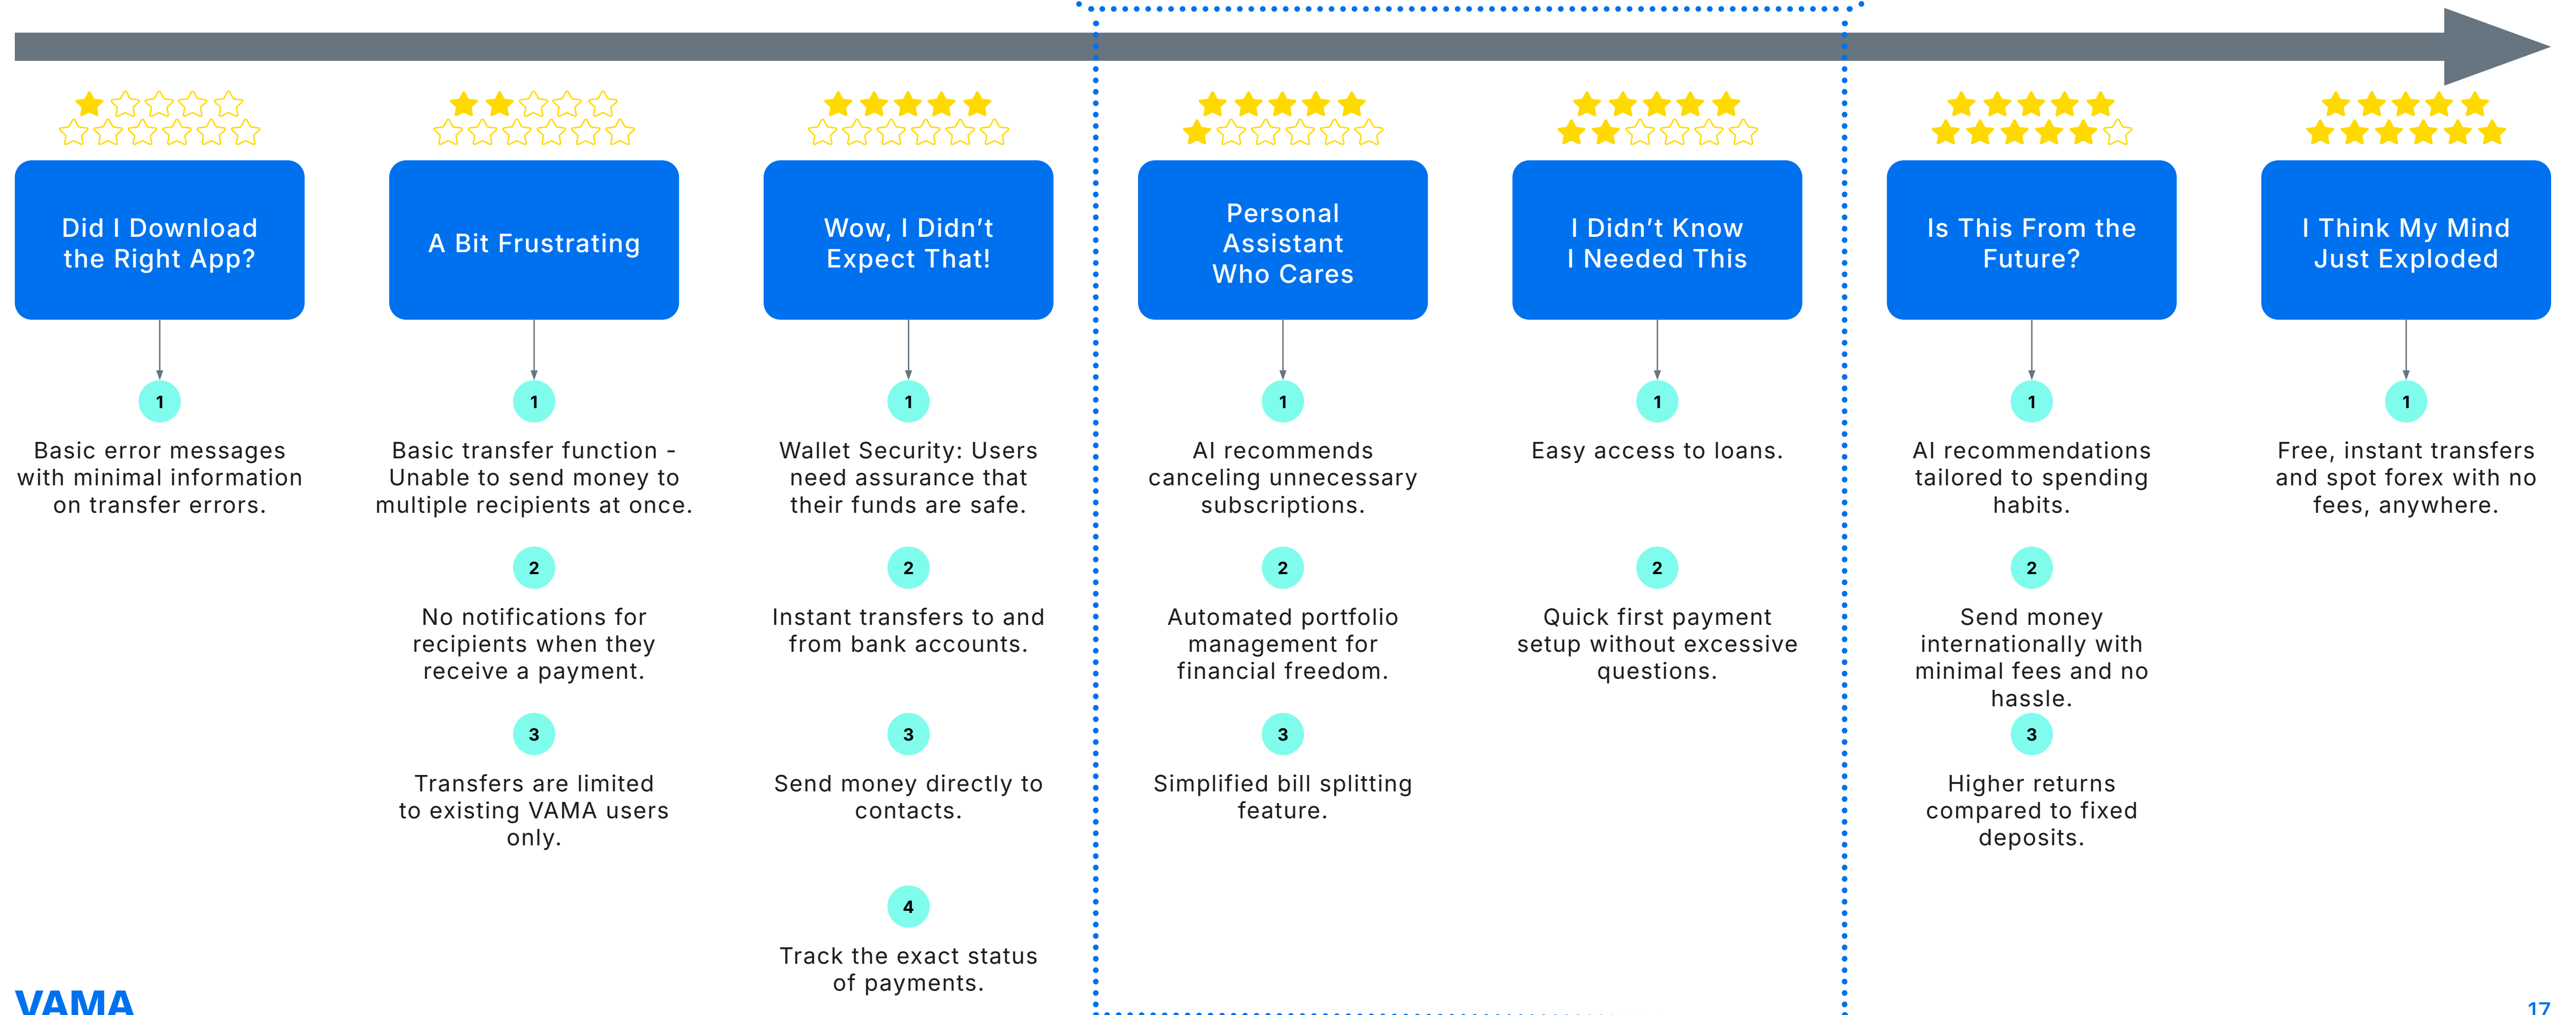 Did I Download
the Right App?
1
Basic error messages
with minimal information
on transfer errors.
A Bit Frustrating
1
Basic transfer function -
Unable to send money to
multiple recipients at once.
2
No notifications for
recipients when they
receive a payment.
3
Transfers are limited
to existing VAMA users
only.
Wow, I Didn’t
Expect That!
1
Wallet Security: Users
need assurance that
their funds are safe.
2
Instant transfers to and
from bank accounts.
3
Send money directly to
contacts.
4
Track the exact status
of payments.
Personal
Assistant
Who Cares
1
AI recommends
canceling unnecessary
subscriptions.
2
Automated portfolio
management for
financial freedom.
3
Simplified bill splitting
feature.
I Didn’t Know
I Needed This
1
Easy access to loans.
2
Quick first payment
setup without excessive
questions.
Is This From the
Future?
1
AI recommendations
tailored to spending
habits.
2
Send money
internationally with
minimal fees and no
hassle.
3
Higher returns
compared to fixed
deposits.
I Think My Mind
Just Exploded
1
Free, instant transfers
and spot forex with no
fees, anywhere.
VAMA
17